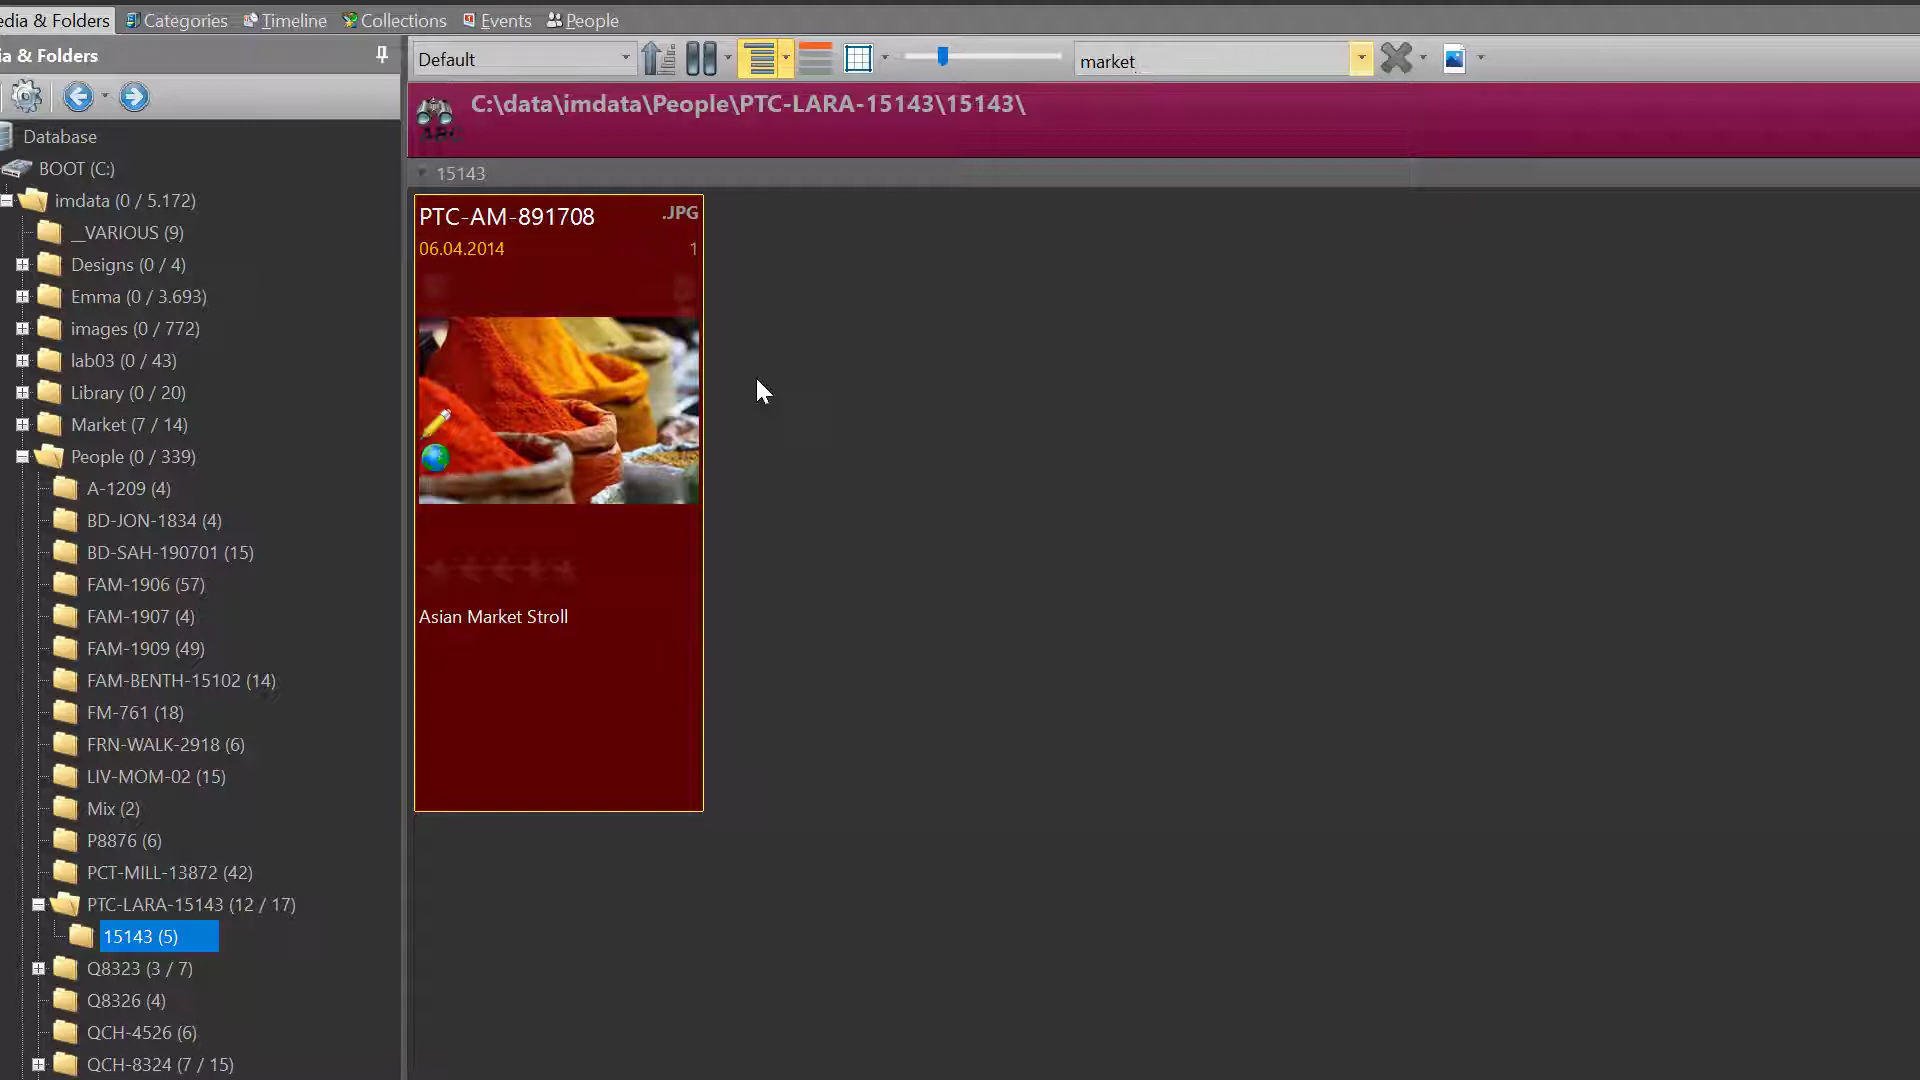 edia & Folders
Categories
Timeline
Collections
Events
People
ia & Folders
Default
market
C:\data\imdata\People\PTC-LARA-15143\15143\
15143
Database
BOOT (C:)
imdata (0 / 5.172)
__VARIOUS (9)
Designs (0 / 4)
Emma (0 / 3.693)
images (0 / 772)
lab03 (0 / 43)
Library (0 / 20)
Market (7 / 14)
People (0 / 339)
A-1209 (4)
BD-JON-1834 (4)
BD-SAH-190701 (15)
FAM-1906 (57)
FAM-1907 (4)
FAM-1909 (49)
FAM-BENTH-15102 (14)
FM-761 (18)
FRN-WALK-2918 (6)
LIV-MOM-02 (15)
Mix (2)
P8876 (6)
PCT-MILL-13872 (42)
PTC-LARA-15143 (12 / 17)
15143 (5)
Q8323 (3 / 7)
Q8326 (4)
QCH-4526 (6)
QCH-8324 (7 / 15)
PTC-AM-891708
.JPG
06.04.2014
1
Asian Market Stroll